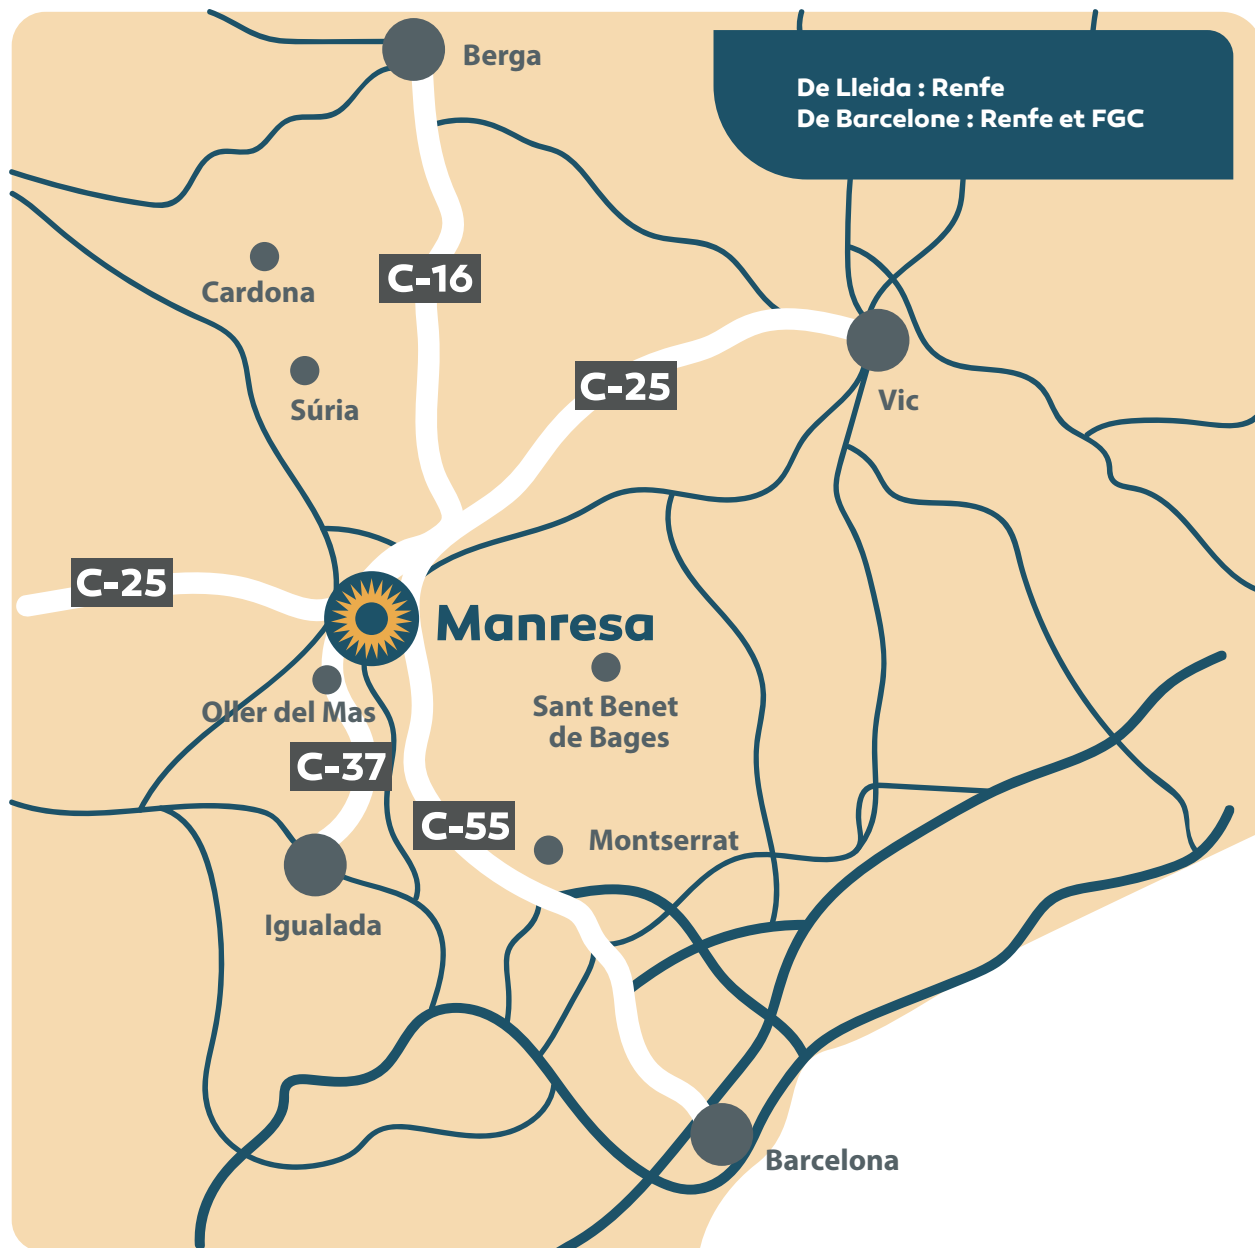 Berga
De Lleida : Renfe
De Barcelone : Renfe et FGC
C-16
Cardona
C-25
Súria
Vic
C-25
Manresa
Oller del Mas
Sant Benet
de Bages
C-37
C-55
Montserrat
Igualada
Barcelona